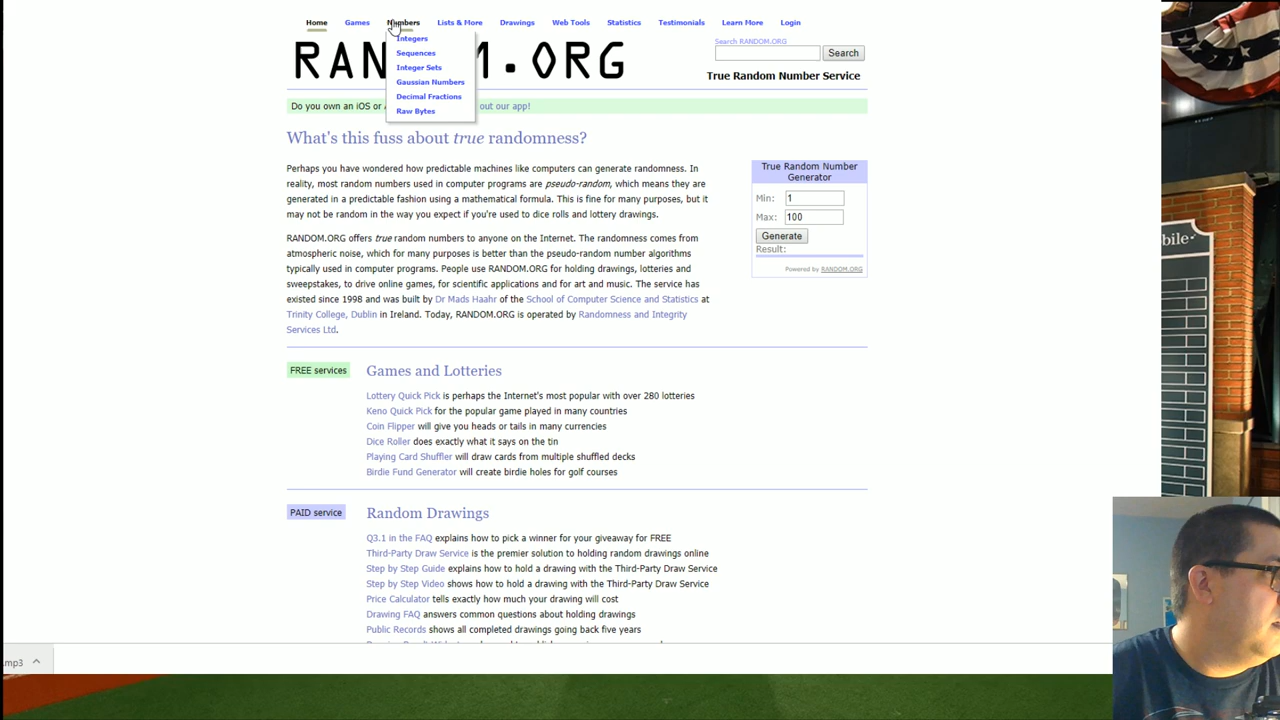 Home Games Numbers Lists & More Drawings Web Tools Statistics Testimonials Learn More Login
Integers
Sequences
Integer Sets
Gaussian Numbers
Decimal Fractions
Raw Bytes
RAN M.ORG
Search RANDOM.ORG
Search
True Random Number Service
Do you own an iOS or out our app!
What's this fuss about true randomness?
Perhaps you have wondered how predictable machines like computers can generate randomness. In
reality, most random numbers used in computer programs are pseudo-random, which means they are
generated in a predictable fashion using a mathematical formula. This is fine for many purposes, but it
may not be random in the way you expect if you're used to dice rolls and lottery drawings.
RANDOM.ORG offers true random numbers to anyone on the Internet. The randomness comes from
atmospheric noise, which for many purposes is better than the pseudo-random number algorithms
typically used in computer programs. People use RANDOM.ORG for holding drawings, lotteries and
sweepstakes, to drive online games, for scientific applications and for art and music. The service has
existed since 1998 and was built by Dr Mads Haahr of the School of Computer Science and Statistics at
Trinity College, Dublin in Ireland. Today, RANDOM.ORG is operated by Randomness and Integrity
Services Ltd.
True Random Number
Generator
Min: 1
Max: 100
Generate
Result:
Powered by RANDOM.ORG
FREE services
Games and Lotteries
Lottery Quick Pick is perhaps the Internet's most popular with over 280 lotteries
Keno Quick Pick for the popular game played in many countries
Coin Flipper will give you heads or tails in many currencies
Dice Roller does exactly what it says on the tin
Playing Card Shuffler will draw cards from multiple shuffled decks
Birdie Fund Generator will create birdie holes for golf courses
PAID service
Random Drawings
Q3.1 in the FAQ explains how to pick a winner for your giveaway for FREE
Third-Party Draw Service is the premier solution to holding random drawings online
Step by Step Guide explains how to hold a drawing with the Third-Party Draw Service
Step by Step Video shows how to hold a drawing with the Third-Party Draw Service
Price Calculator tells exactly how much your drawing will cost
Drawing FAQ answers common questions about holding drawings
Public Records shows all completed drawings going back five years
.mp3
bile